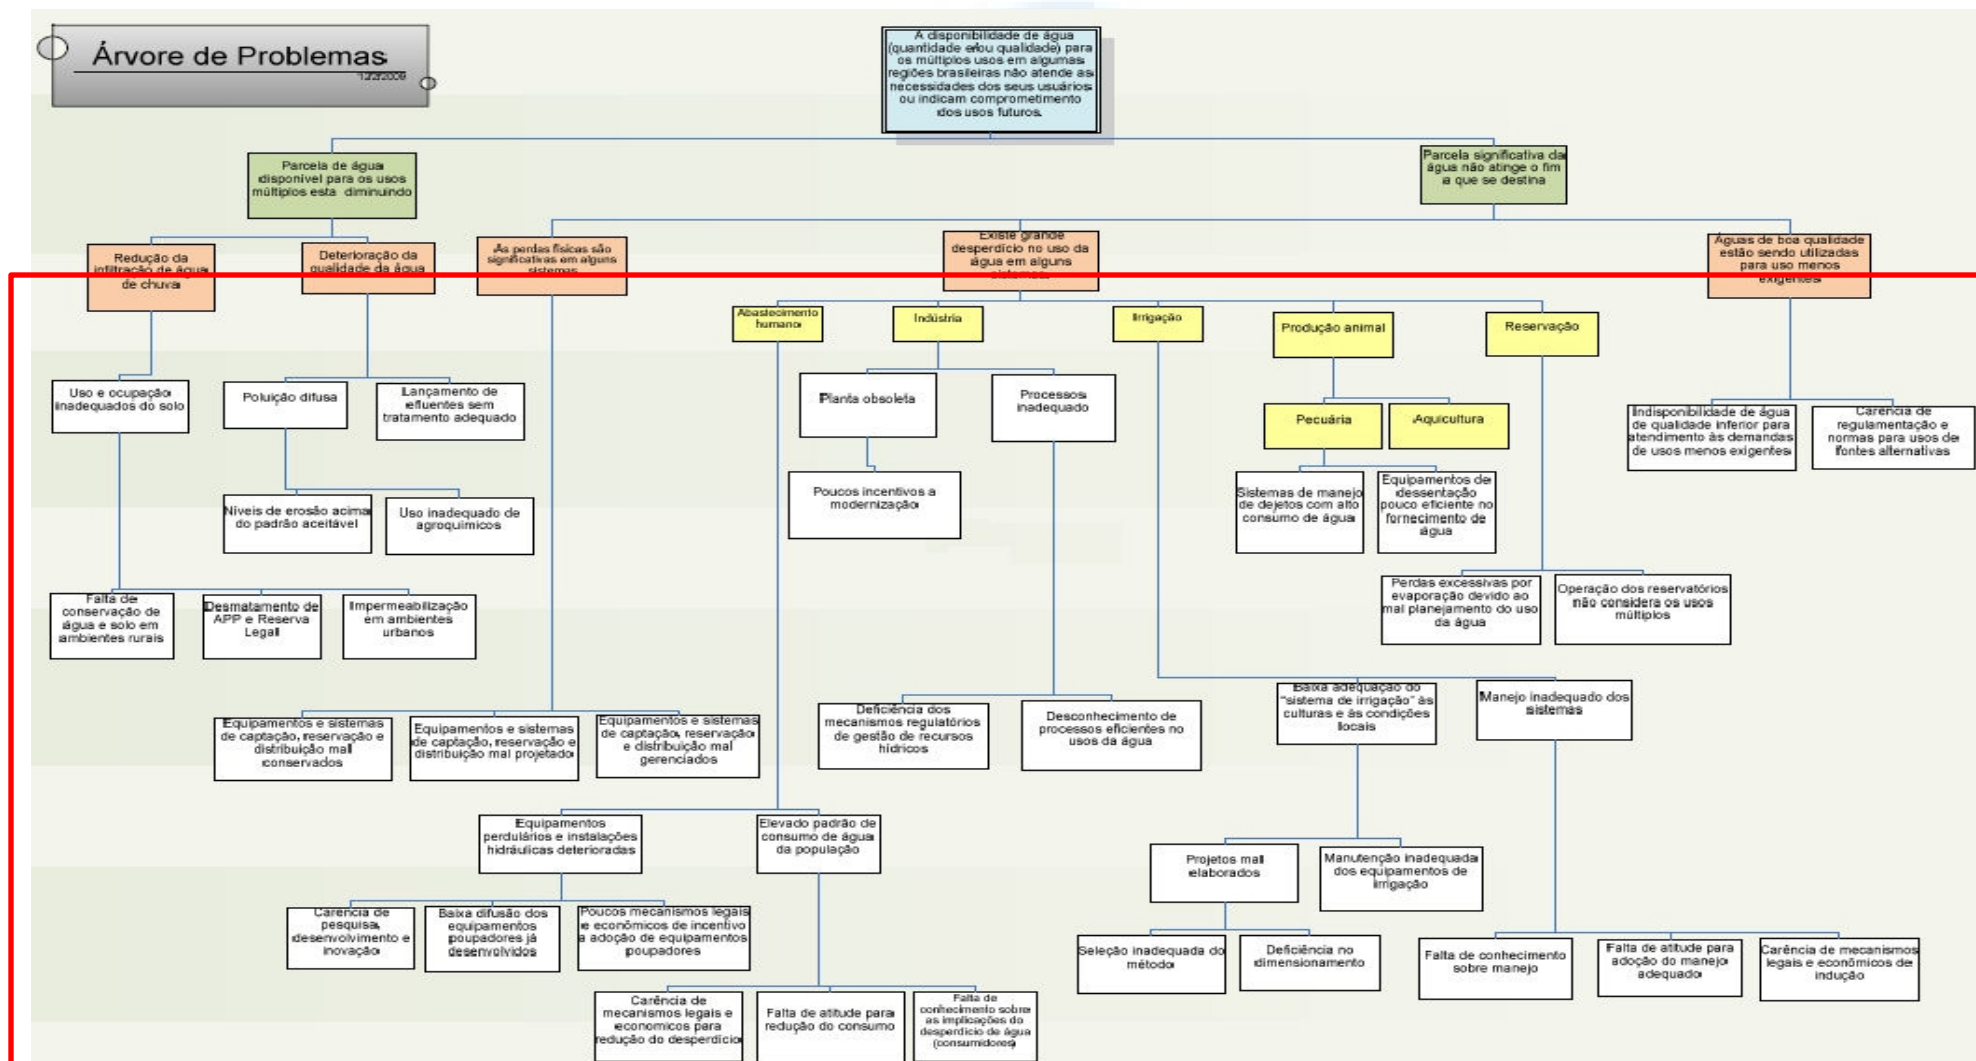 Árvore de Problemas
12/2/2009
A disponibilidade de água
(quantidade e/ou qualidade) para
os múltiplos usos em algumas
regiões brasileiras não atende as
necessidades dos seus usuários
ou indicam comprometimento
dos usos futuros.
Parcela de água
disponível para os usos
múltiplos esta diminuindo
Parcela significativa da
água não atinge o fim
a que se destina
Redução da
infiltração de água
de chuva
Deterioração da
qualidade da água
As perdas físicas são
significativas em alguns
sistemas
Existe grande
desperdício no uso da
água em alguns
sistemas
Águas de boa qualidade
estão sendo utilizadas
para uso menos
exigentes
Abastecimento
humano
Indústria
Irrigação
Produção animal
Reservação
Uso e ocupação
inadequados do solo
Poluição difusa
Lançamento de
efluentes sem
tratamento adequado
Planta obsoleta
Processos
inadequado
Pecuária
Aquicultura
Indisponibilidade de água
de qualidade inferior para
atendimento às demandas
de usos menos exigentes
Carência de
regulamentação e
normas para usos de
fontes alternativas
Níveis de erosão acima
do padrão aceitável
Uso inadequado de
agroquímicos
Poucos incentivos a
modernização
Sistemas de manejo
de dejetos com alto
consumo de água
Equipamentos de
dessentação
pouco eficiente no
fornecimento de
água
Perdas excessivas por
evaporação devido ao
mal planejamento do uso
da água
Operação dos reservatórios
não considera os usos
múltiplos
Falta de
conservação de
água e solo em
ambientes rurais
Desmatamento de
APP e Reserva
Legal
Impermeabilização
em ambientes
urbanos
Equipamentos e sistemas
de captação, reservação e
distribuição mal
conservados
Equipamentos e sistemas
de captação, reservação e
distribuição mal projetado
Equipamentos e sistemas
de captação, reservação
e distribuição mal
gerenciados
Deficiência dos
mecanismos regulatórios
de gestão de recursos
hídricos
Desconhecimento de
processos eficientes no
usos da água
Baixa adequação do
"sistema de irrigação" às
culturas e às condições
locais
Manejo inadequado dos
sistemas
Equipamentos
perdulários e instalações
hidráulicas deterioradas
Elevado padrão de
consumo de água
da população
Projetos mal
elaborados
Manutenção inadequada
dos equipamentos de
irrigação
Carência de
pesquisa,
desenvolvimento e
inovação
Baixa difusão dos
equipamentos
poupadores já
desenvolvidos
Poucos mecanismos legais
e econômicos de incentivo
a adoção de equipamentos
poupadores
Seleção inadequada do
método
Deficiência no
dimensionamento
Falta de conhecimento
sobre manejo
Falta de atitude para
adoção do manejo
adequado
Carência de mecanismos
legais e econômicos de
indução
Carência de
mecanismos legais e
economicos para
redução do desperdício
Falta de atitude para
redução do consumo
Falta de
conhecimento sobre
as implicações do
desperdício de água
(consumidores)